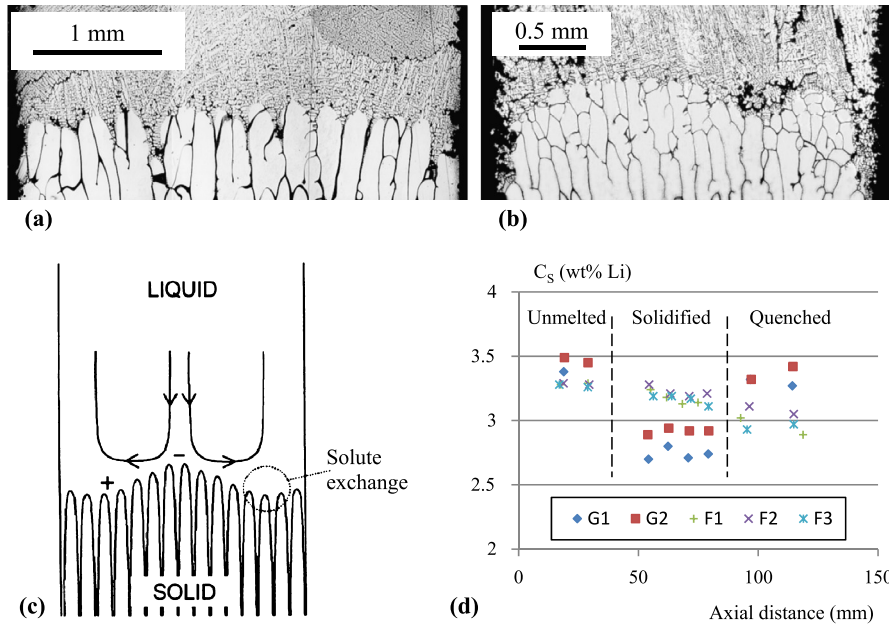 1 mm
0.5 mm
(a)
(b)
LIQUID
Solute
exchange
SOLID
(c)
C_S (wt% Li)
4
Unmelted
Solidified
Quenched
3.5
3
2.5
G1
G2
F1
F2
F3
2
0
50
100
150
(d)
Axial distance (mm)